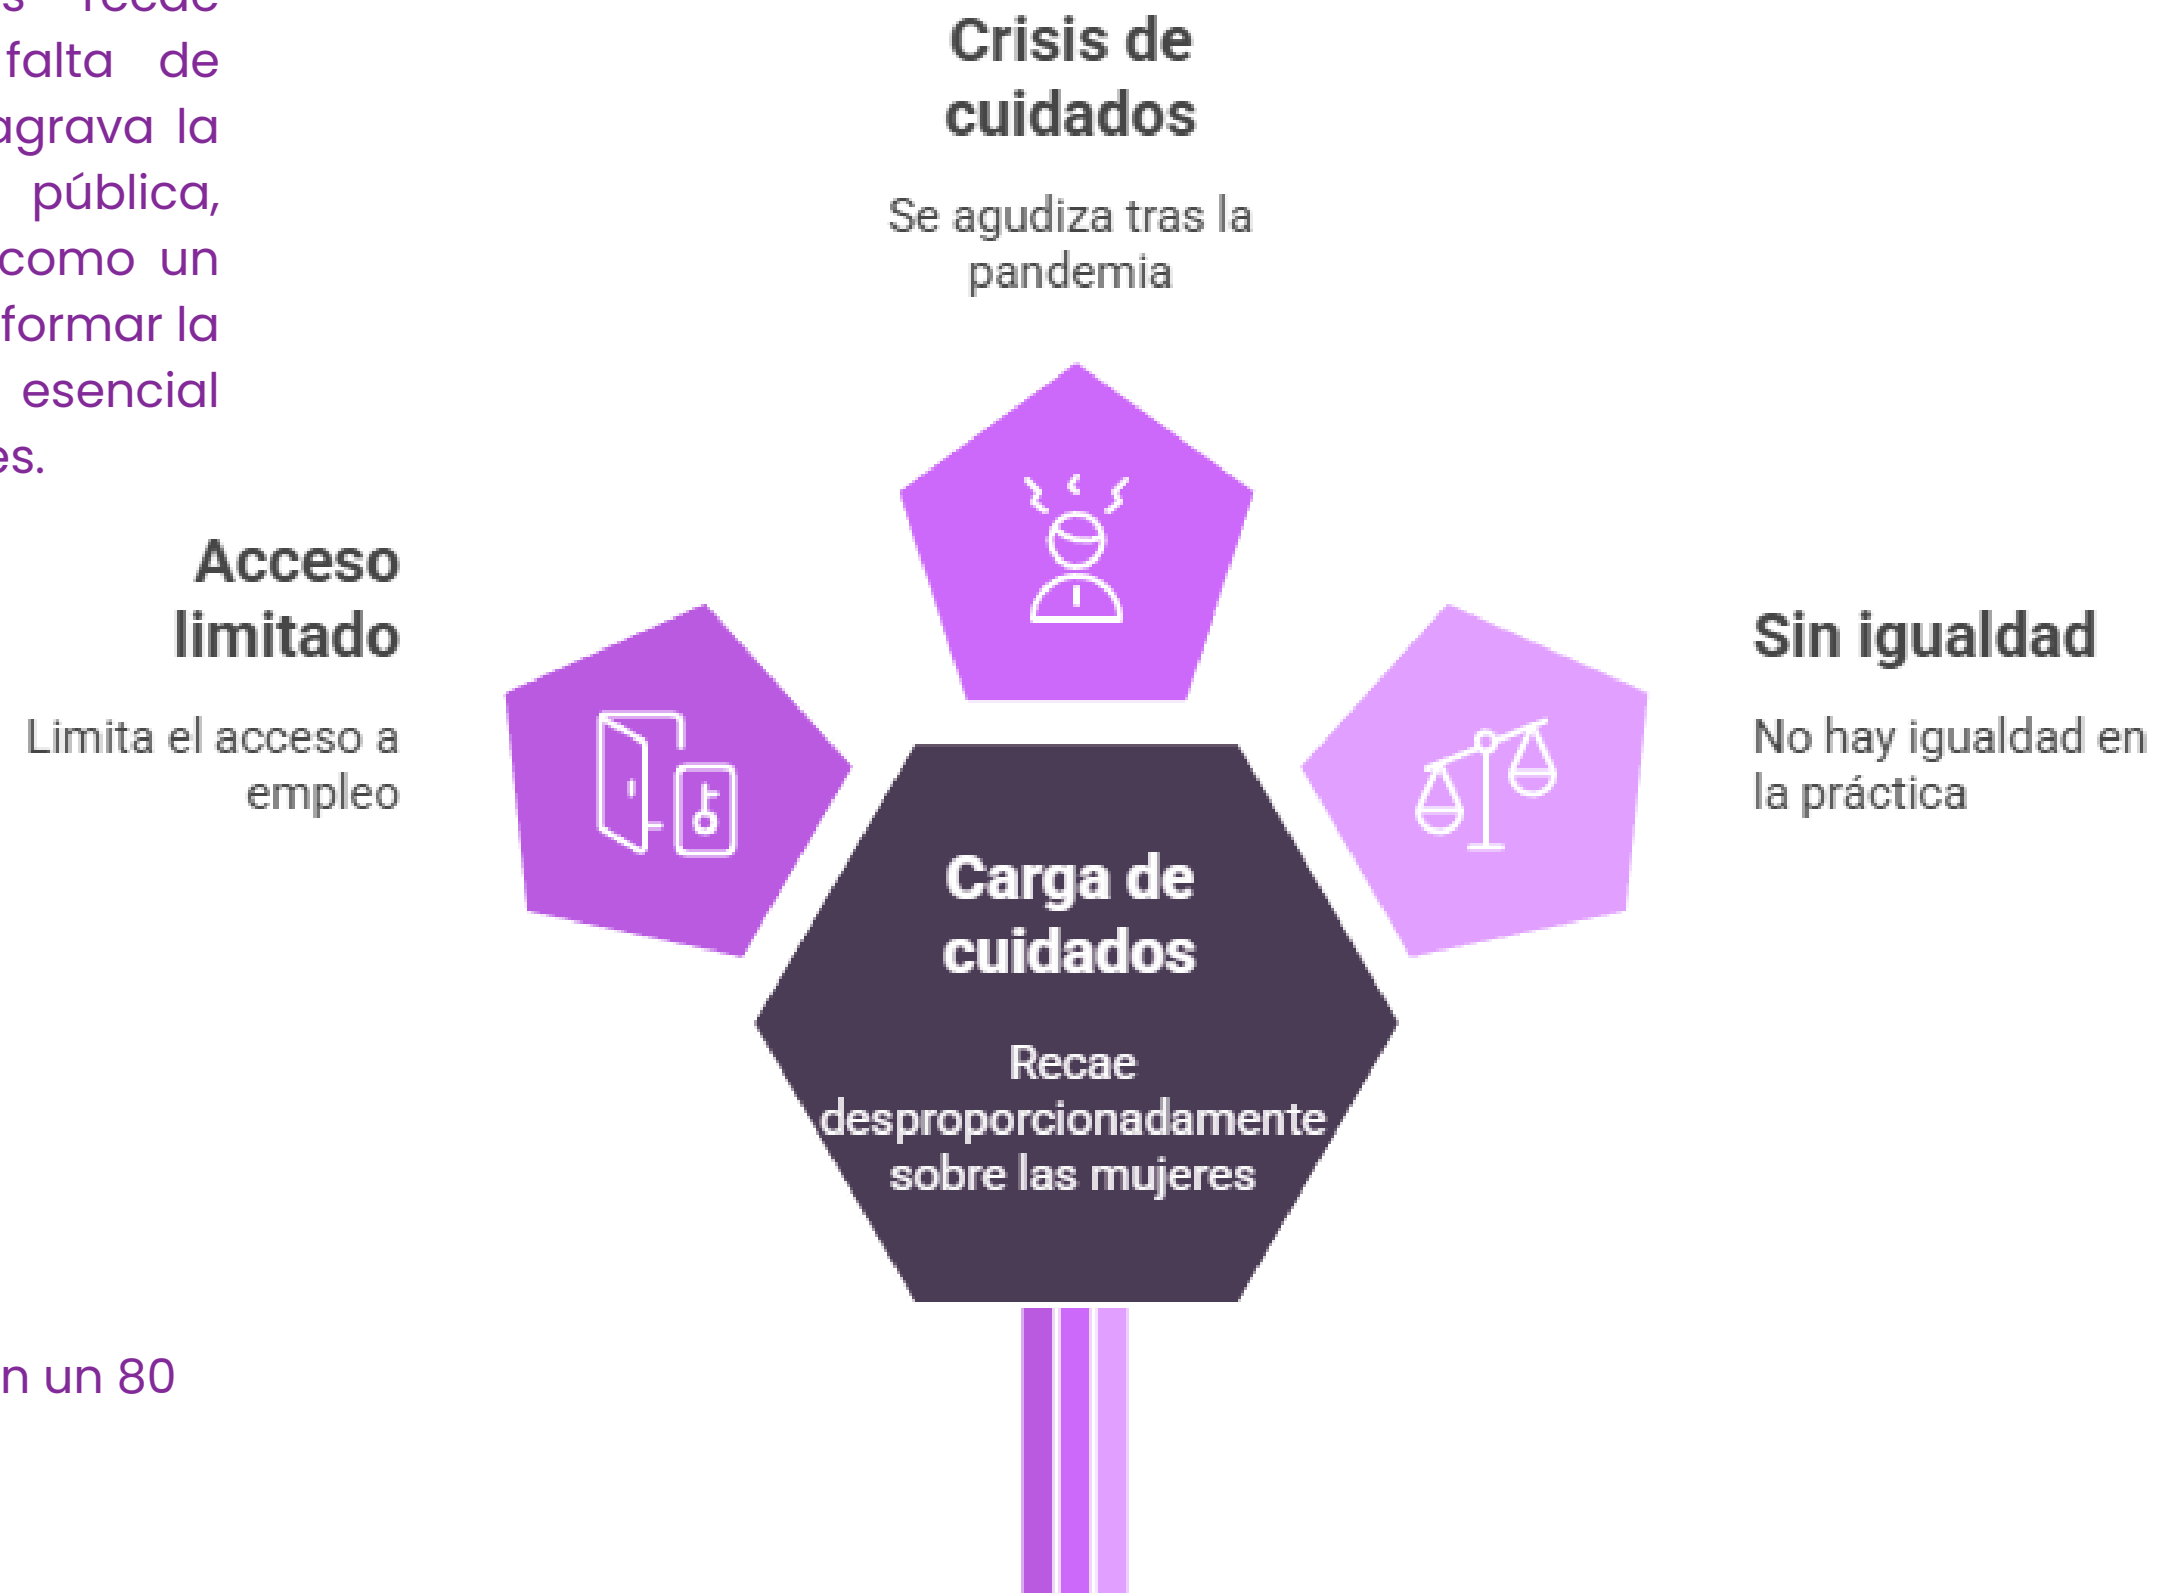 recae
falta de
agrava la
pública,
como un
formar la
esencial
es.
Crisis de
cuidados
Se agudiza tras la
pandemia
Acceso
limitado
Limita el acceso a
empleo
Sin igualdad
No hay igualdad en
la práctica
Carga de
cuidados
Recae
desproporcionadamente
sobre las mujeres
n un 80